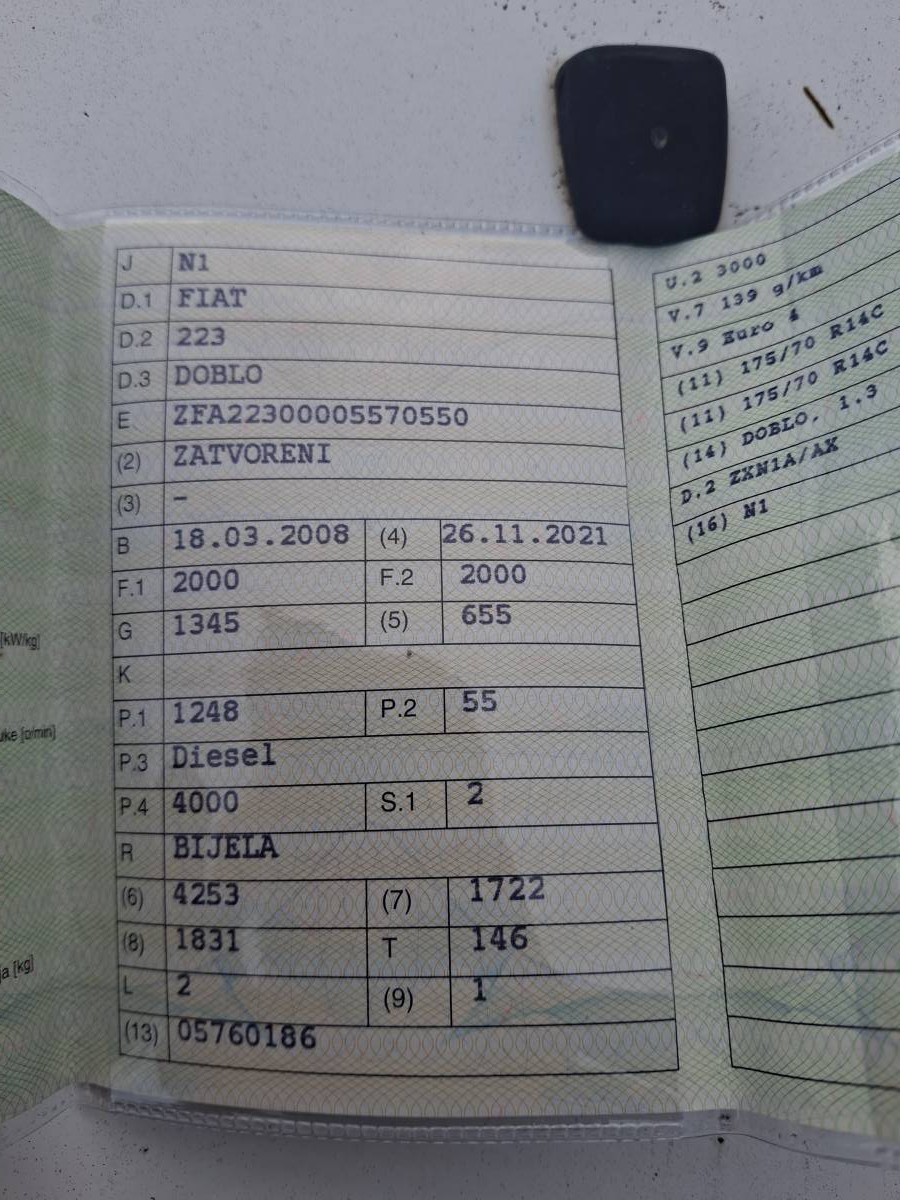 J N1
D.1 FIAT
D.2 223
D.3 DOBLO
E ZFA22300005570550
(2) ZATVORENI
(3) –
B 18.03.2008 (4) 26.11.2021
F.1 2000 F.2 2000
G 1345 (5) 655
K
P.1 1248 P.2 55
P.3 Diesel
P.4 4000 S.1 2
R BIJELA
(6) 4253 (7) 1722
(8) 1831 T 146
L 2 (9) 1
(13) 05760186
U.2 3000
V.7 139 g/km
V.9 Euro 4
(11) 175/70 R14C
(11) 175/70 R14C
(14) DOBLO, 1.3
D.2 ZXN1A/AX
(16) N1
[kW/kg]
[o/min]
[kg]